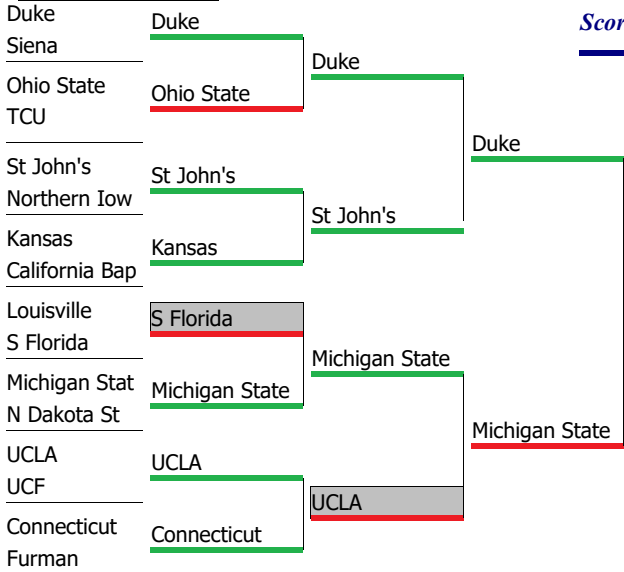 Duke
Siena
Ohio State
TCU
St John's
Northern Iow
Kansas
California Bap
Louisville
S Florida
Michigan Stat
N Dakota St
UCLA
UCF
Connecticut
Furman
Duke
Ohio State
St John's
Kansas
S Florida
Michigan State
UCLA
Connecticut
Duke
St John's
Michigan State
UCLA
Duke
Michigan State
Scor